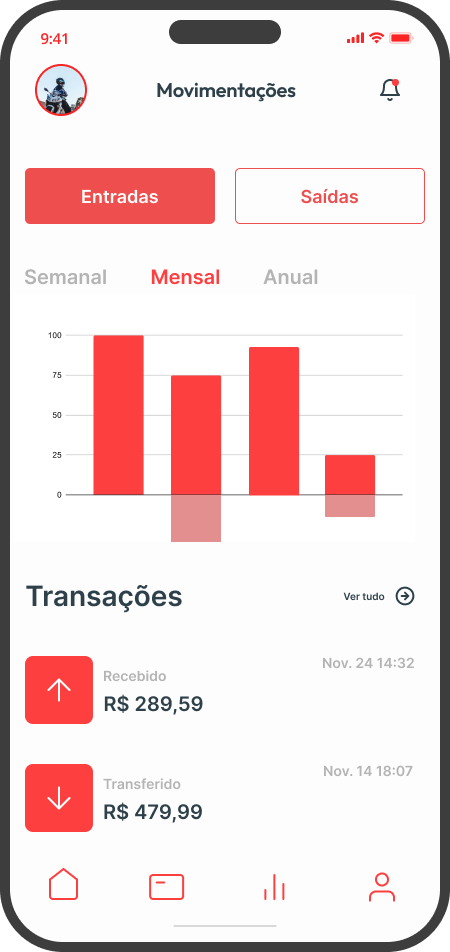 9:41
Movimentações
Entradas Saídas
Semanal Mensal Anual
100
75
50
25
0
Transações Ver tudo
Nov. 24 14:32
Recebido
R$ 289,59
Nov. 14 18:07
Transferido
R$ 479,99